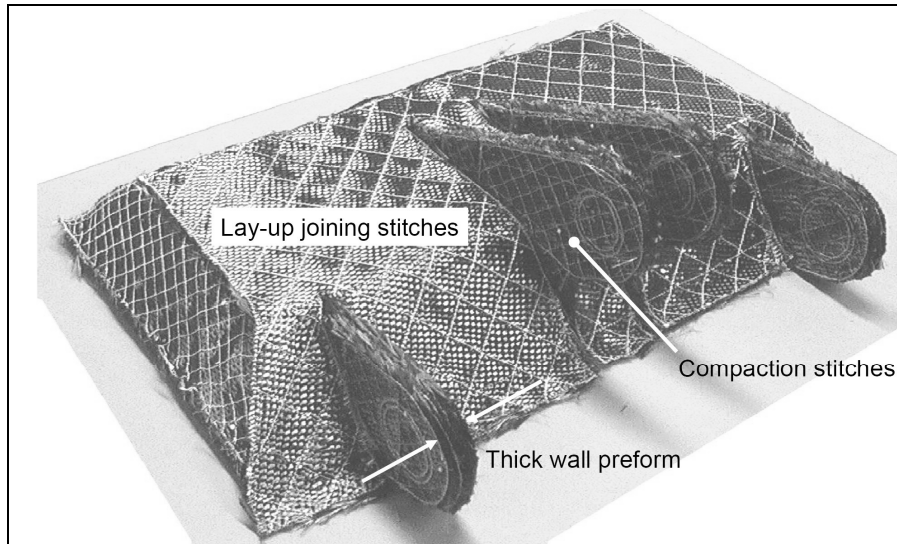 Lay-up joining stitches
Compaction stitches
Thick wall preform